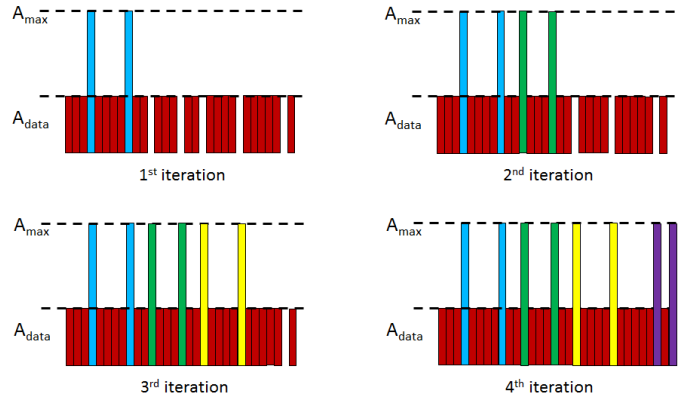 Amax
Adata
1st iteration
Amax
Adata
2nd iteration
Amax
Adata
3rd iteration
Amax
Adata
4th iteration